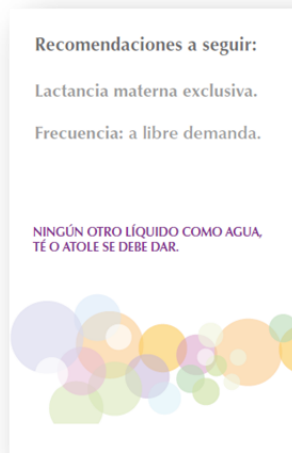 Recomendaciones a seguir:
Lactancia materna exclusiva.
Frecuencia: a libre demanda.
NINGÚN OTRO LÍQUIDO COMO AGUA,
TÉ O ATOLE SE DEBE DAR.